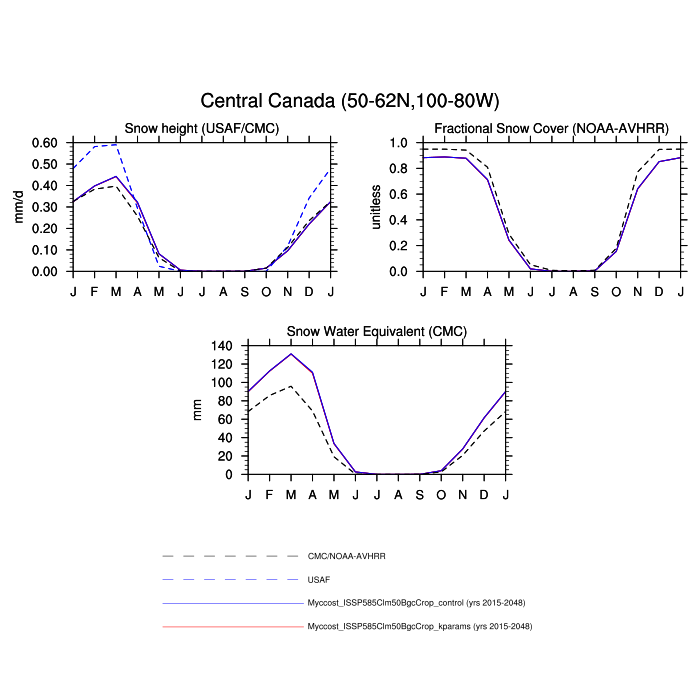 Central Canada (50-62N,100-80W)
Snow height (USAF/CMC)
0.60
0.50
0.40
0.30
0.20
0.10
0.00
mm/d
J F M A M J J A S O N D J
Fractional Snow Cover (NOAA-AVHRR)
1.0
0.8
0.6
0.4
0.2
0.0
unitless
J F M A M J J A S O N D J
Snow Water Equivalent (CMC)
140
120
100
80
60
40
20
0
mm
J F M A M J J A S O N D J
CMC/NOAA-AVHRR
USAF
Myccost_ISSP585Clm50BgcCrop_control (yrs 2015-2048)
Myccost_ISSP585Clm50BgcCrop_kparams (yrs 2015-2048)